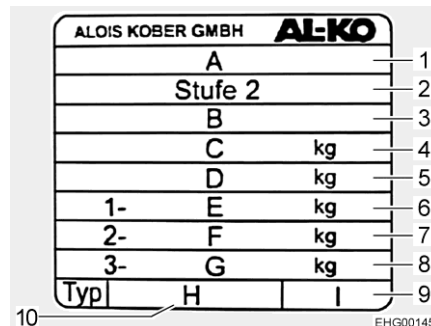 ALOIS KOBER GMBH AL-KO
A 1
Stufe 2 2
B 3
C kg 4
D kg 5
1- E kg 6
2- F kg 7
3- G kg 8
Typ H I 9
10 EHG00145